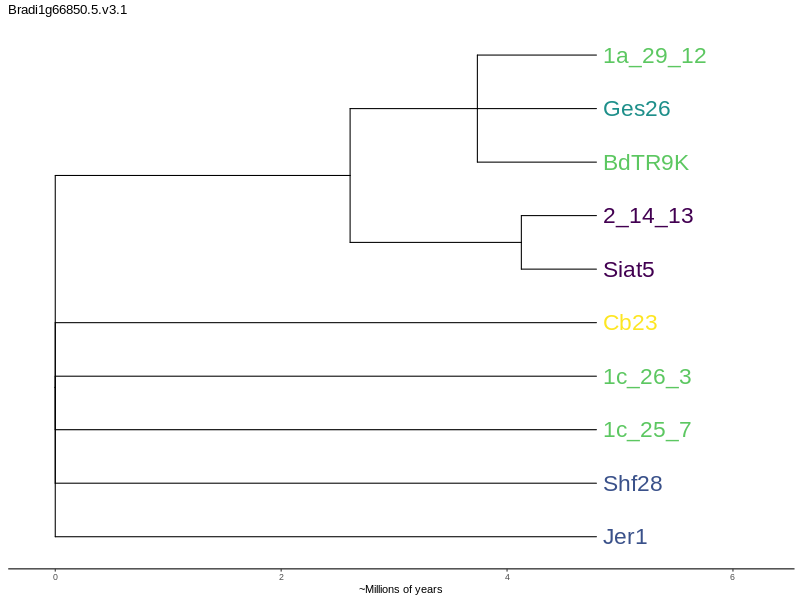 Bradi1g66850.5.v3.1
1a_29_12
Ges26
BdTR9K
2_14_13
Siat5
Cb23
1c_26_3
1c_25_7
Shf28
Jer1
0 2 4 6
~Millions of years